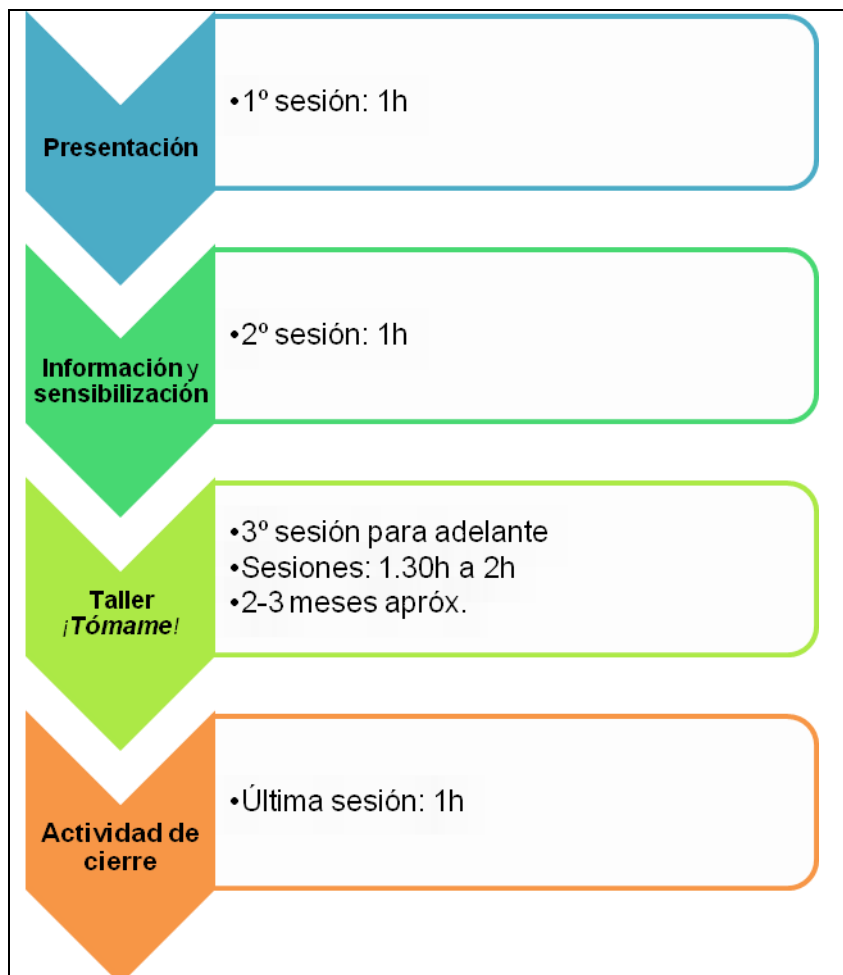 Presentación
•1º sesión: 1h
Información y
sensibilización
•2º sesión: 1h
Taller
¡Tómame!
•3º sesión para adelante
•Sesiones: 1.30h a 2h
•2-3 meses apróx.
Actividad de
cierre
•Última sesión: 1h